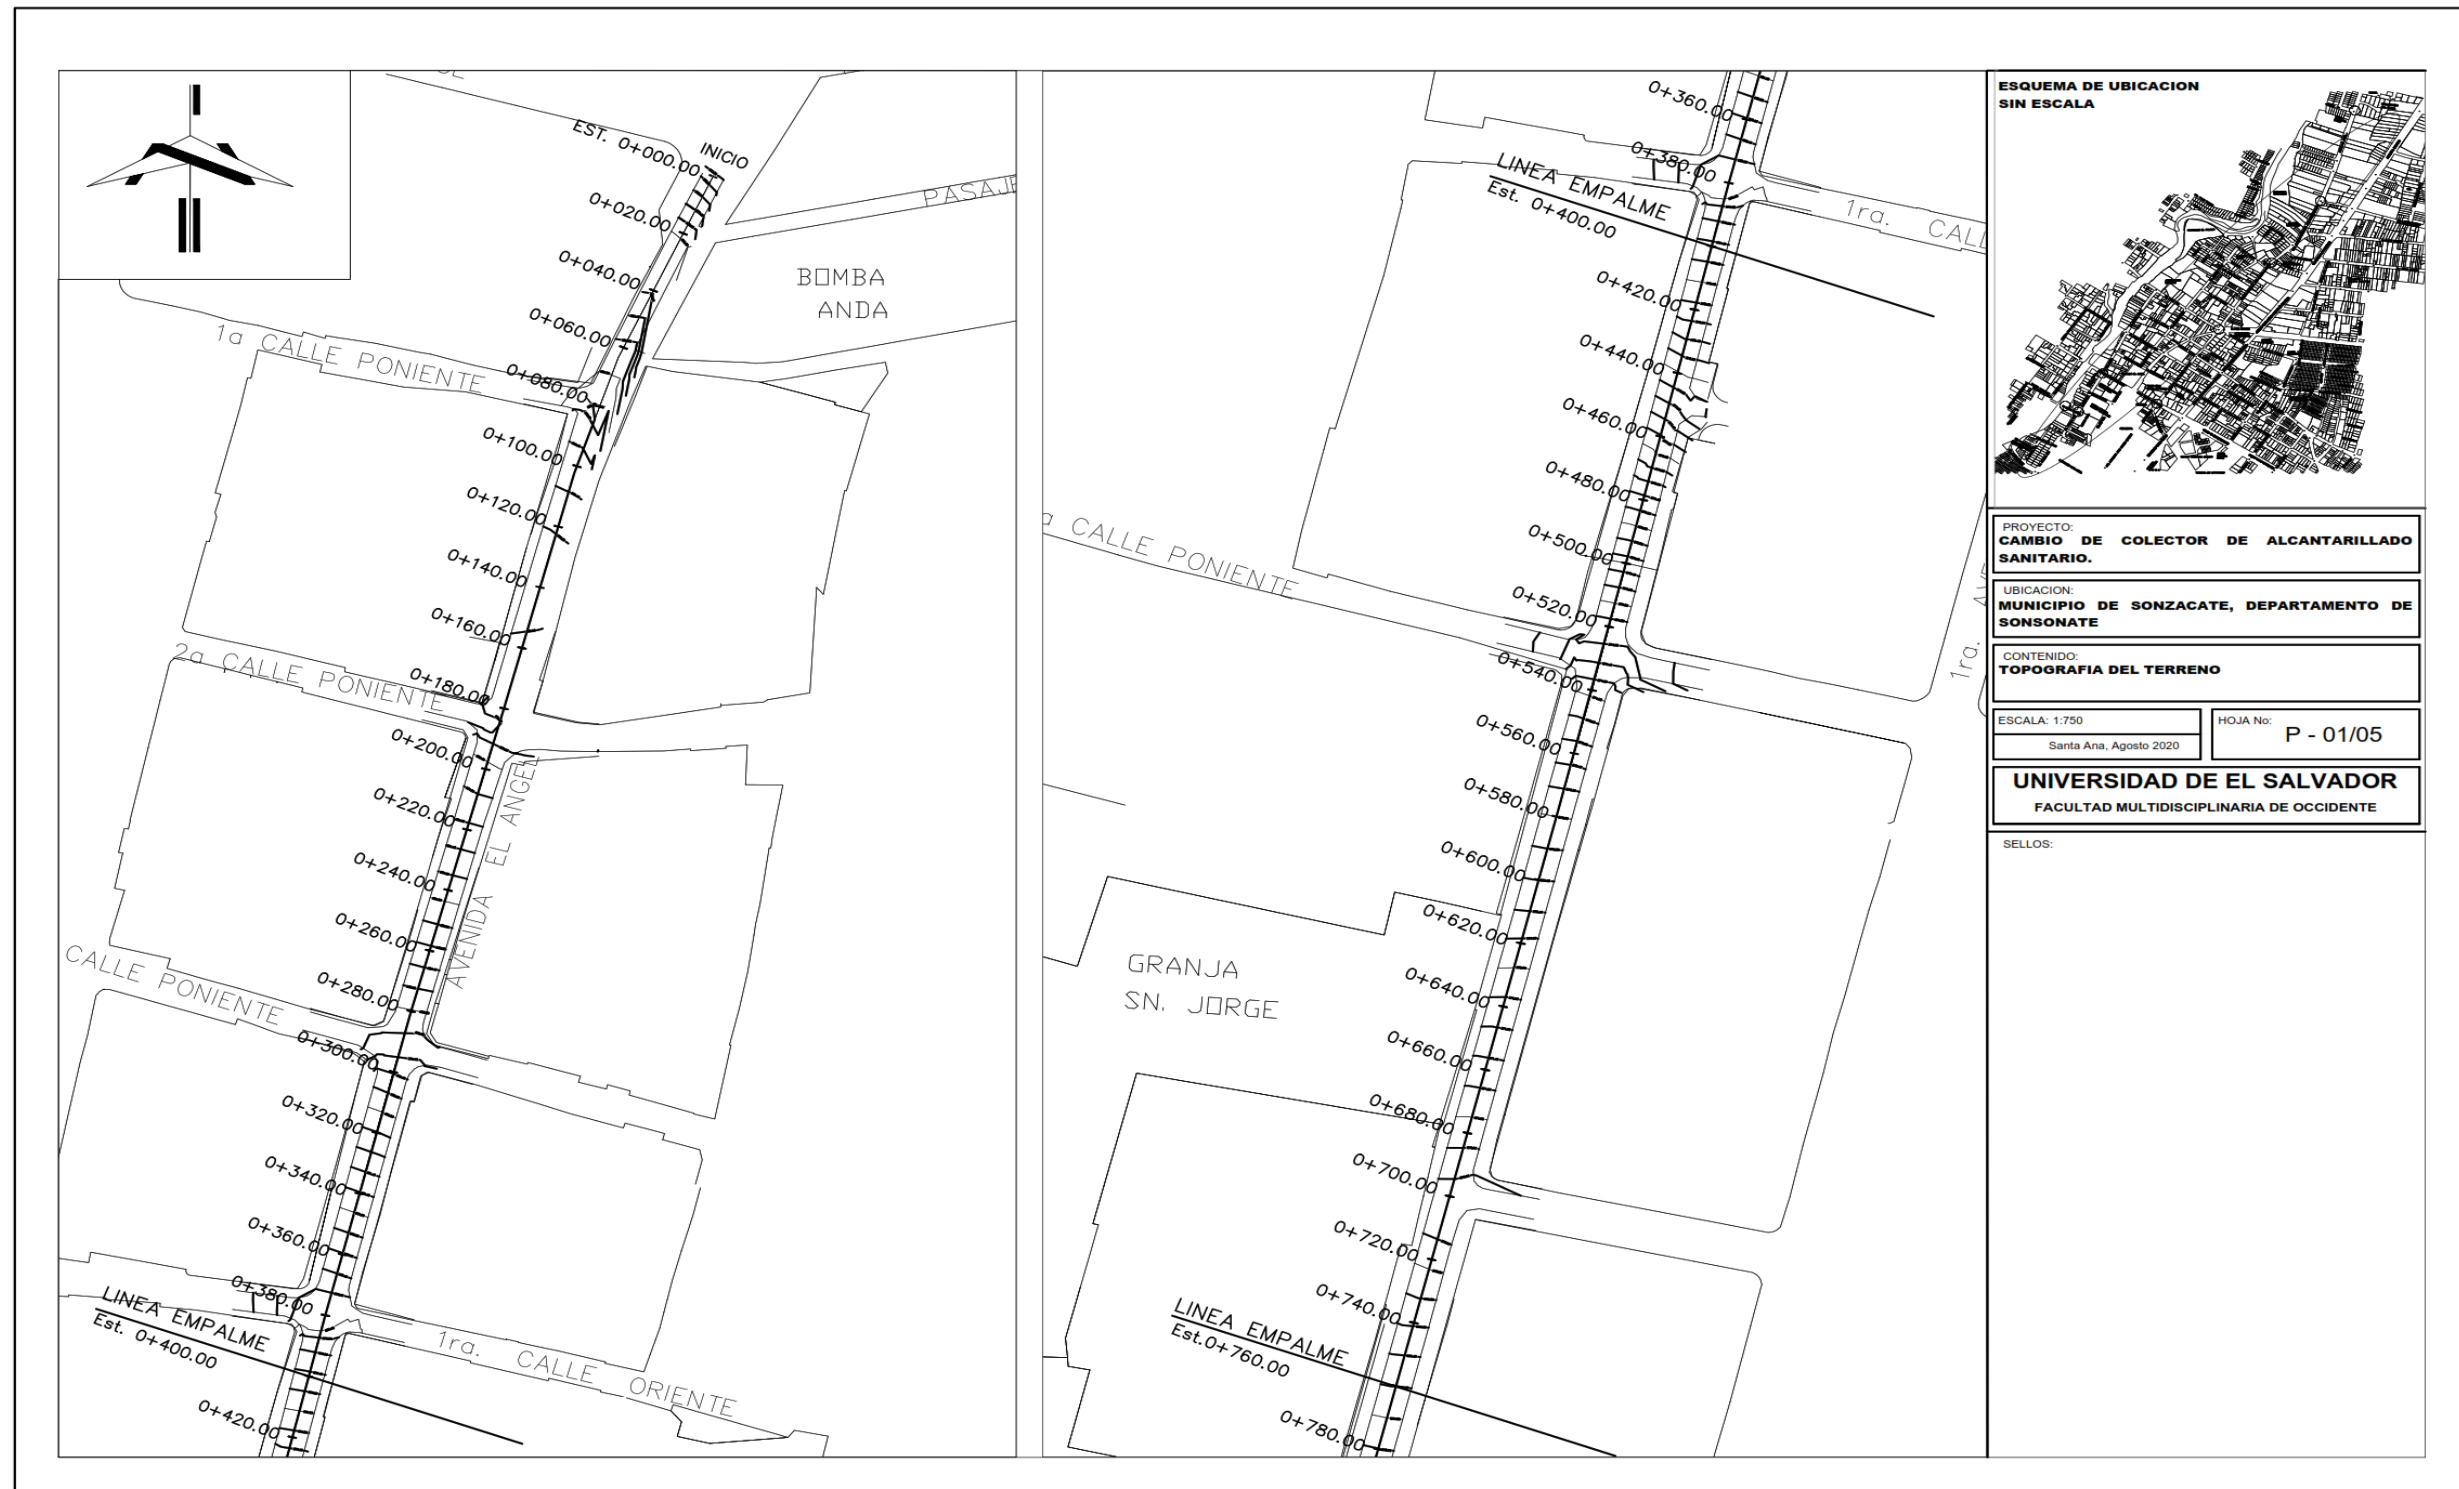 EST. 0+000.00
INICIO
0+020.00
0+040.00
0+060.00
0+080.00
0+100.00
0+120.00
0+140.00
0+160.00
0+180.00
0+200.00
0+220.00
0+240.00
0+260.00
0+280.00
0+300.00
0+320.00
0+340.00
0+360.00
0+380.00
LINEA EMPALME
Est. 0+400.00
0+420.00
PASAJE
BOMBA
ANDA
1a CALLE PONIENTE
2a CALLE PONIENTE
AVENIDA EL ANGEL
CALLE PONIENTE
1ra. CALLE ORIENTE
0+360.00
0+380.00
LINEA EMPALME
Est. 0+400.00
0+420.00
0+440.00
0+460.00
0+480.00
0+500.00
0+520.00
0+540.00
0+560.00
0+580.00
0+600.00
0+620.00
0+640.00
0+660.00
0+680.00
0+700.00
0+720.00
0+740.00
LINEA EMPALME
Est.0+760.00
0+780.00
1ra. CALL
a CALLE PONIENTE
1ra. AVE
GRANJA
SN. JORGE
ESQUEMA DE UBICACION
SIN ESCALA
PROYECTO:
CAMBIO DE COLECTOR DE ALCANTARILLADO
SANITARIO.
UBICACION:
MUNICIPIO DE SONZACATE, DEPARTAMENTO DE
SONSONATE
CONTENIDO:
TOPOGRAFIA DEL TERRENO
ESCALA: 1:750
Santa Ana, Agosto 2020
HOJA No:
P - 01/05
UNIVERSIDAD DE EL SALVADOR
FACULTAD MULTIDISCIPLINARIA DE OCCIDENTE
SELLOS: